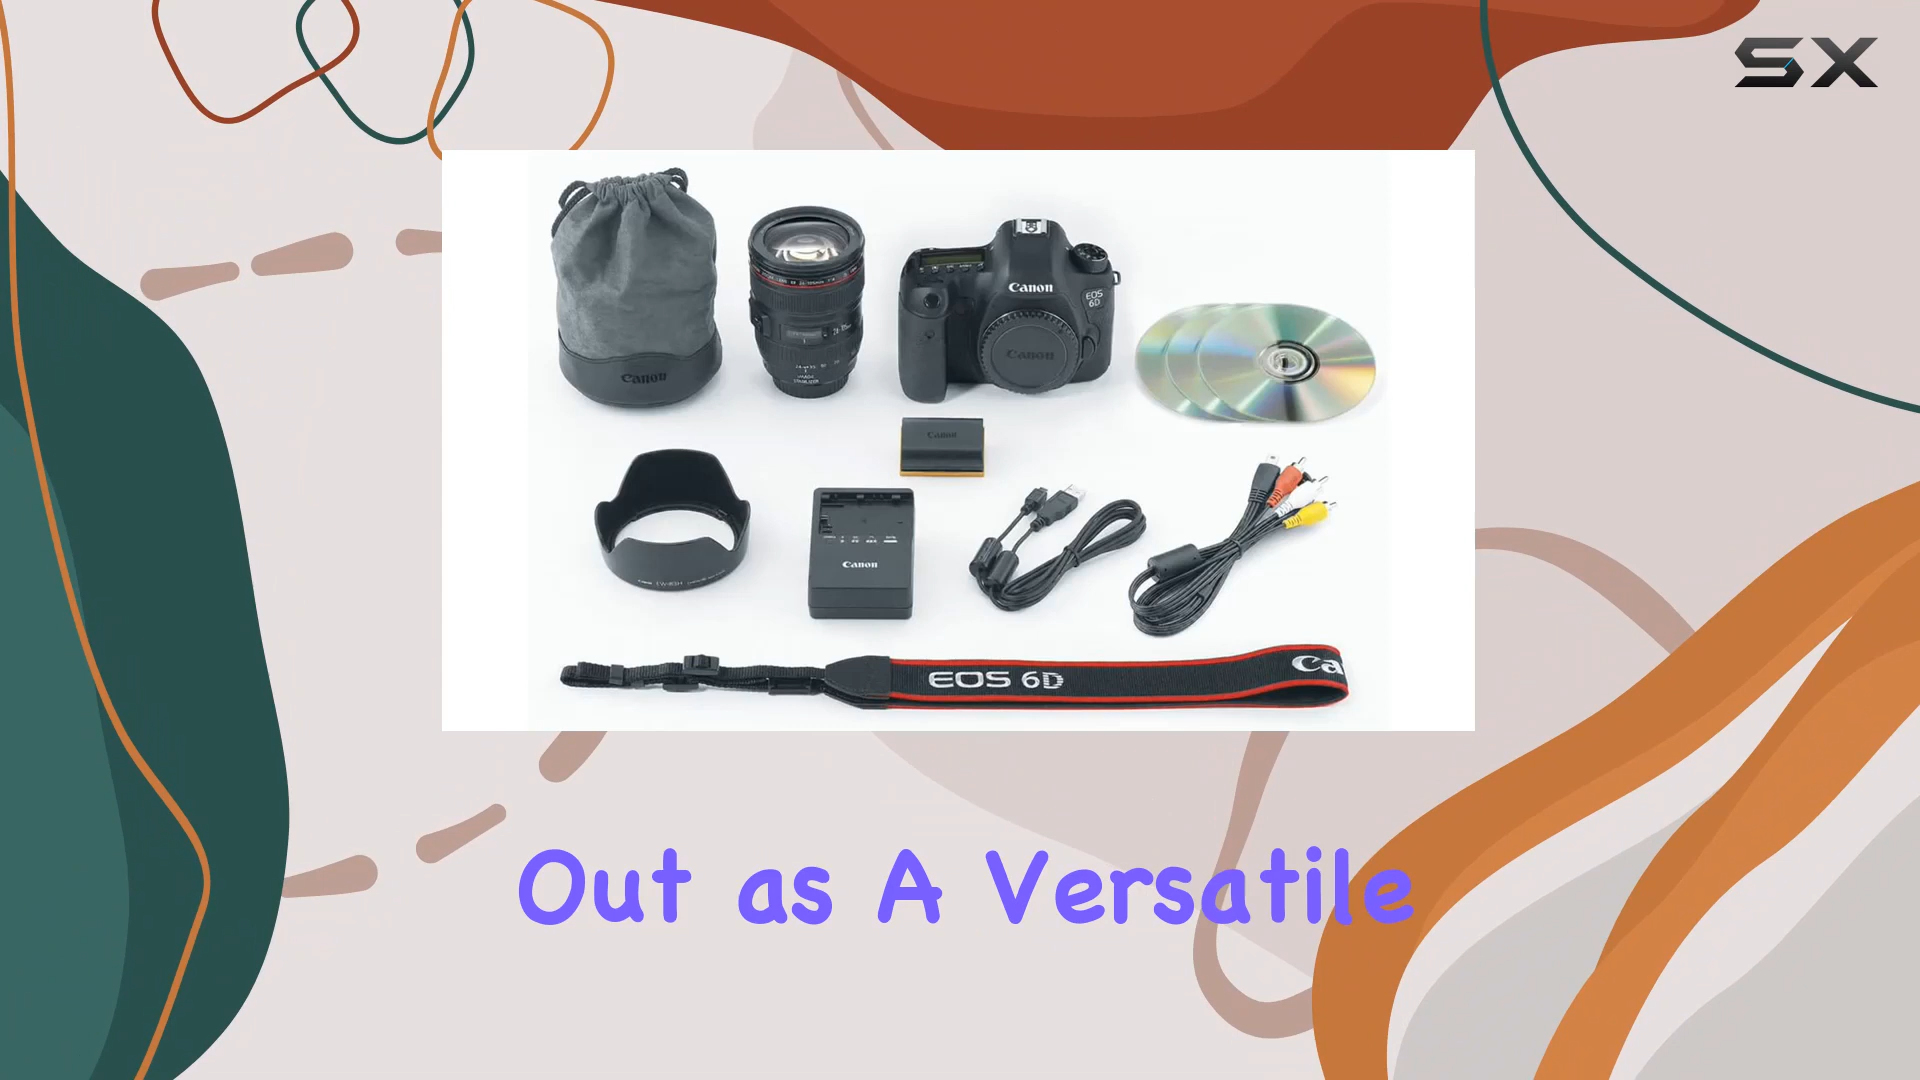 SX
Canon
EOS
6D
Canon
Canon
Canon
Canon
EOS 6D
Ca
Out as A Versatile